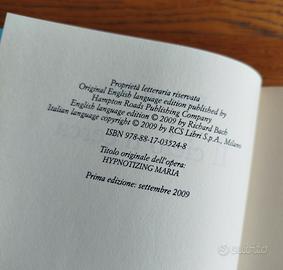 Proprietà letteraria riservata
Original English language edition published by
Hampton Roads Publishing Company
English language edition © 2009 by Richard Bach
Italian language copyright © 2009 by RCS Libri S.p.A., Milano
ISBN 978-88-17-03524-8
Titolo originale dell'opera:
HYPNOTIZING MARIA
Prima edizione: settembre 2009
subito